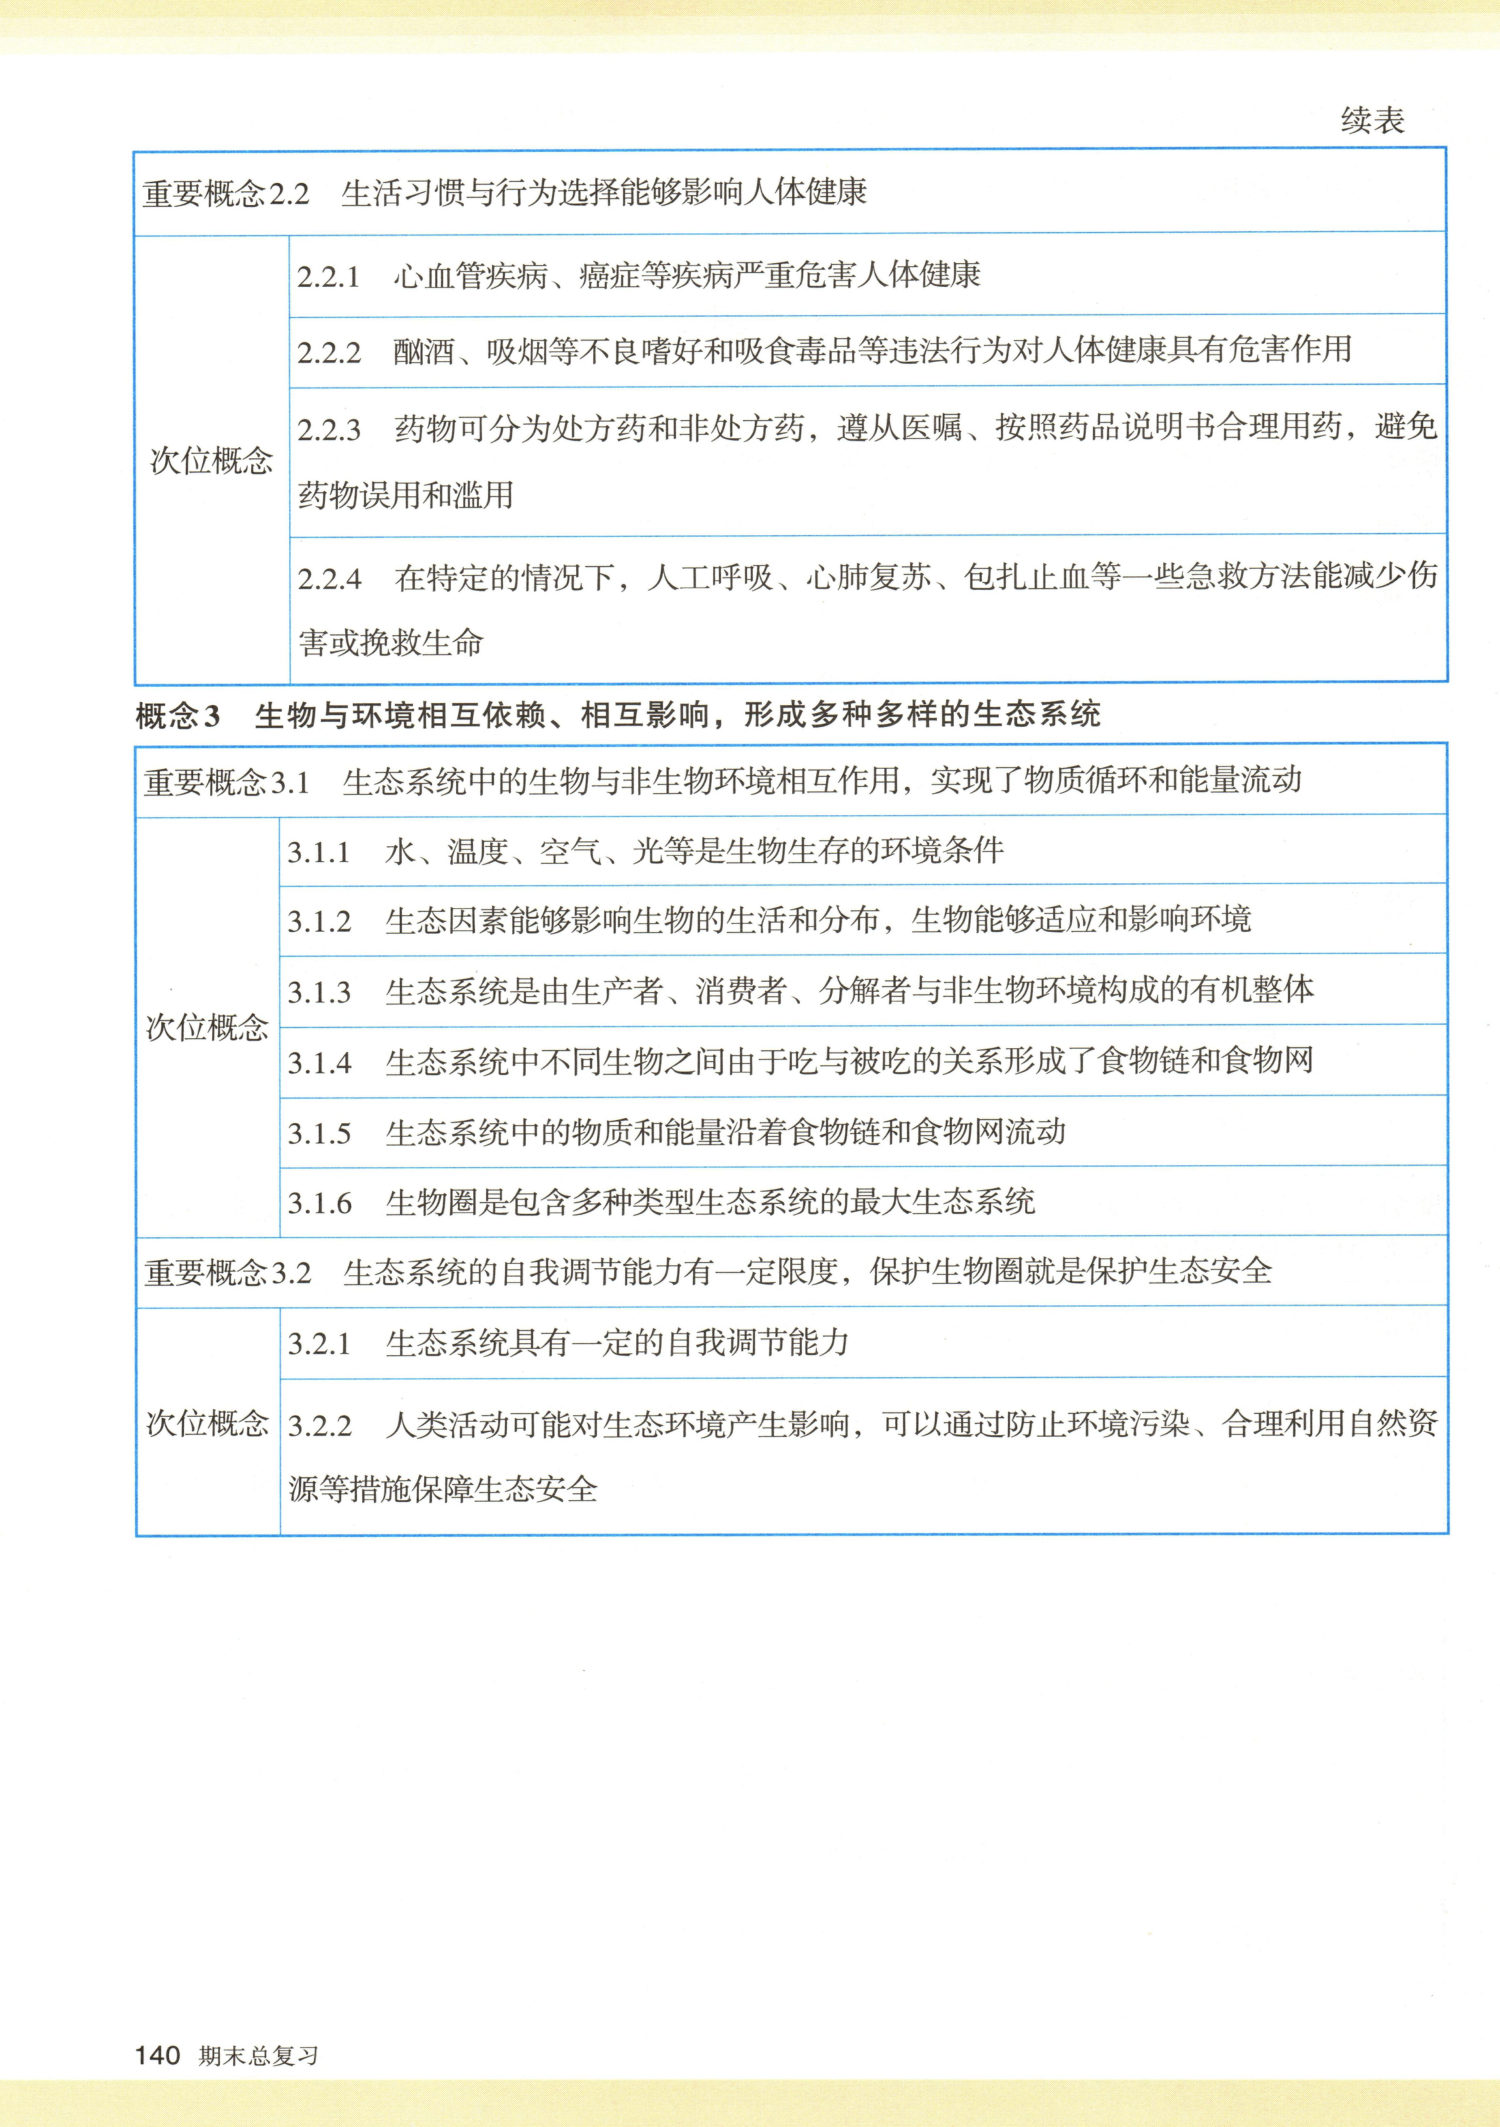 续表
重要概念2.2　生活习惯与行为选择能够影响人体健康
次位概念
2.2.1　心血管疾病、癌症等疾病严重危害人体健康
2.2.2　酗酒、吸烟等不良嗜好和吸食毒品等违法行为对人体健康具有危害作用
2.2.3　药物可分为处方药和非处方药，遵从医嘱、按照药品说明书合理用药，避免
药物误用和滥用
2.2.4　在特定的情况下，人工呼吸、心肺复苏、包扎止血等一些急救方法能减少伤
害或挽救生命
概念3　生物与环境相互依赖、相互影响，形成多种多样的生态系统
重要概念3.1　生态系统中的生物与非生物环境相互作用，实现了物质循环和能量流动
次位概念
3.1.1　水、温度、空气、光等是生物生存的环境条件
3.1.2　生态因素能够影响生物的生活和分布，生物能够适应和影响环境
3.1.3　生态系统是由生产者、消费者、分解者与非生物环境构成的有机整体
3.1.4　生态系统中不同生物之间由于吃与被吃的关系形成了食物链和食物网
3.1.5　生态系统中的物质和能量沿着食物链和食物网流动
3.1.6　生物圈是包含多种类型生态系统的最大生态系统
重要概念3.2　生态系统的自我调节能力有一定限度，保护生物圈就是保护生态安全
次位概念
3.2.1　生态系统具有一定的自我调节能力
3.2.2　人类活动可能对生态环境产生影响，可以通过防止环境污染、合理利用自然资
源等措施保障生态安全
140 期末总复习